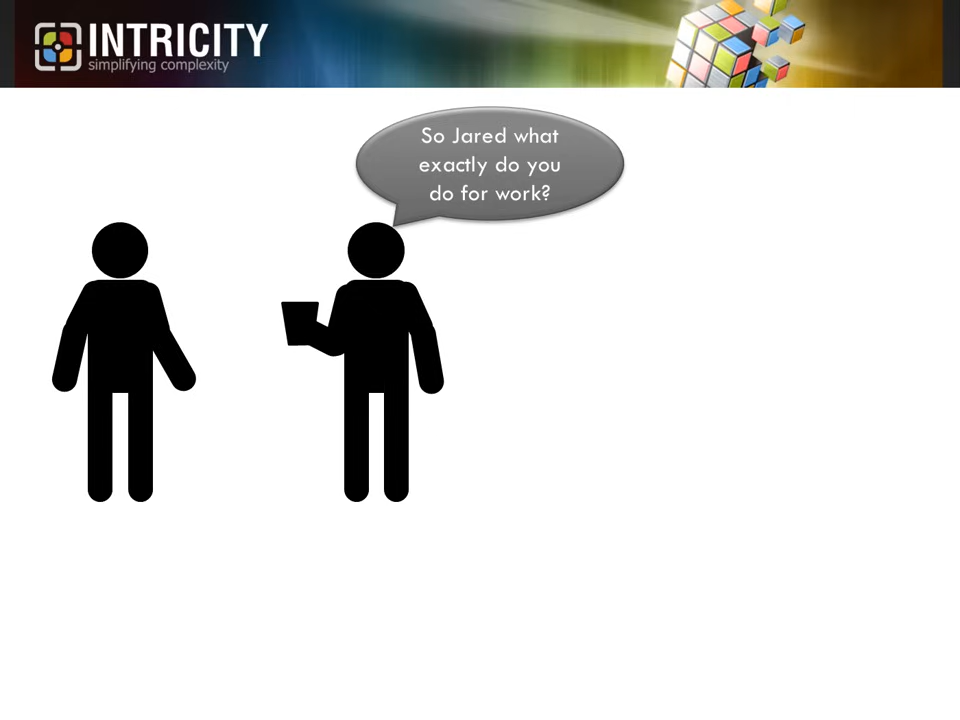 INTRICITY
simplifying complexity
So Jared what
exactly do you
do for work?